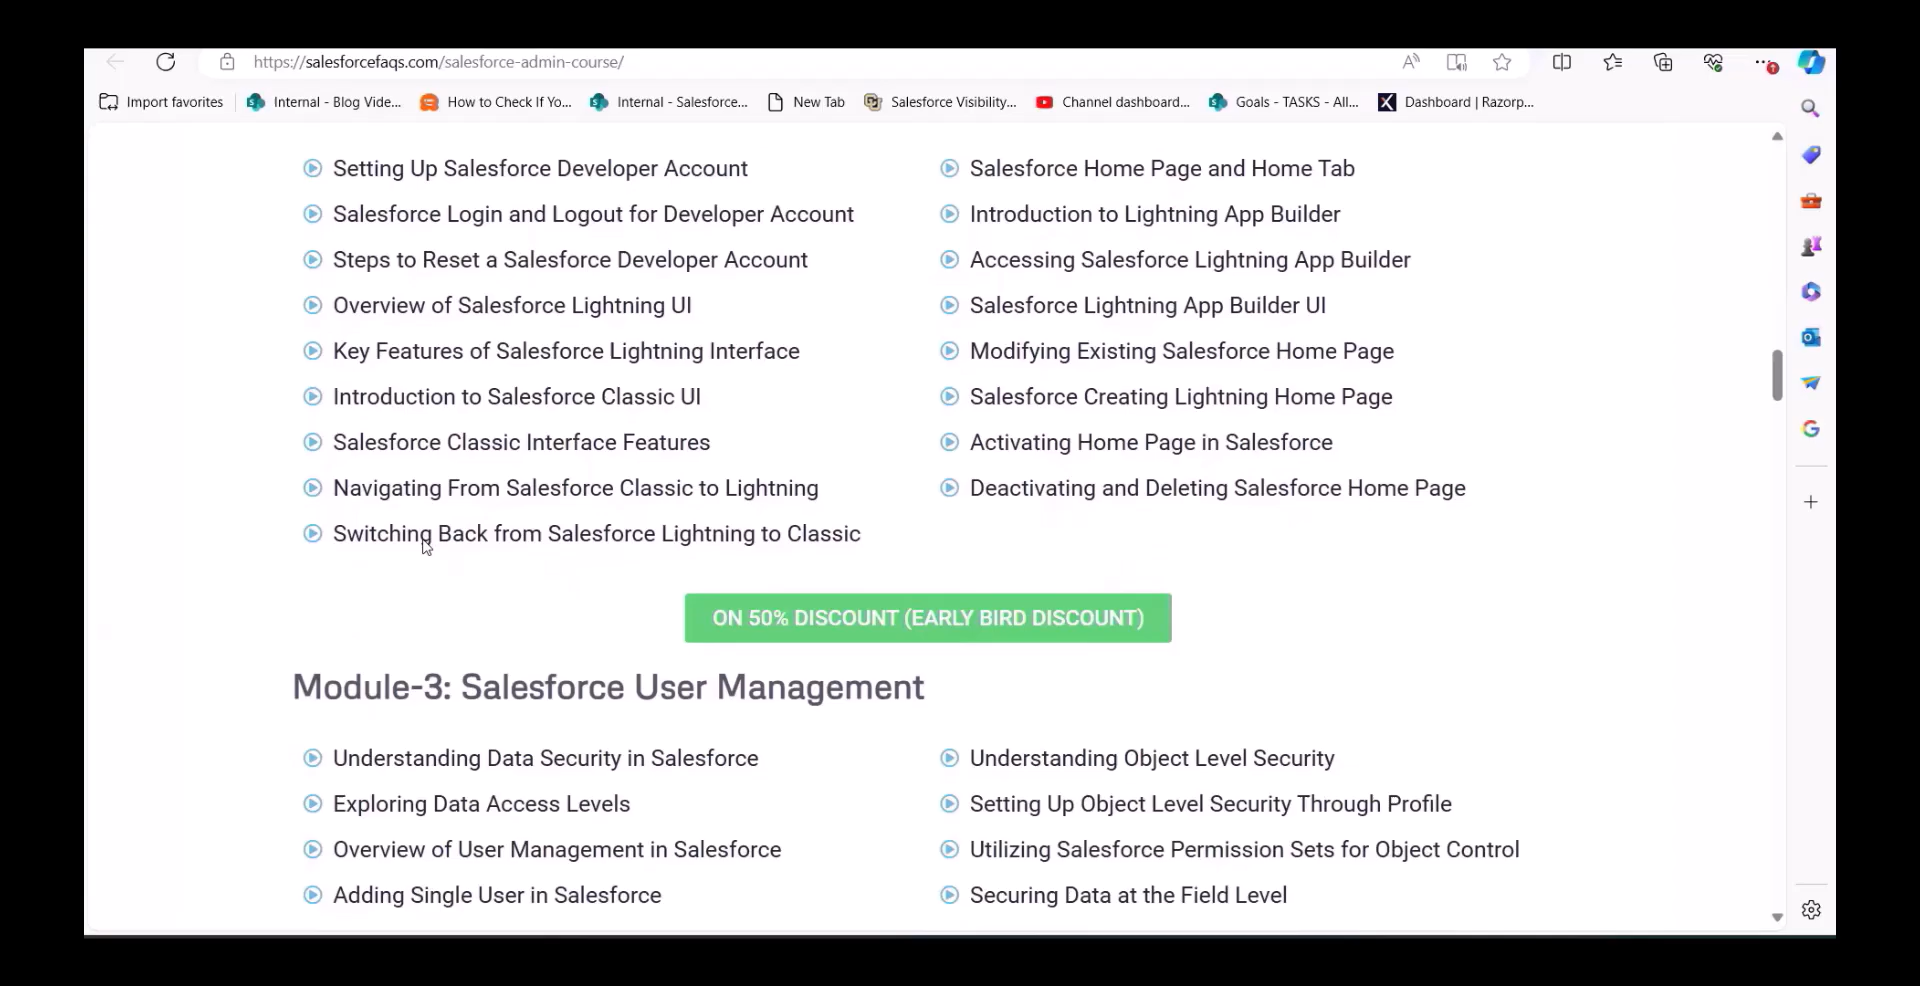 https://salesforcefaqs.com/salesforce-admin-course/
Import favorites
Internal - Blog Vide...
How to Check If Yo...
Internal - Salesforce...
New Tab
Salesforce Visibility...
Channel dashboard...
Goals - TASKS - All...
Dashboard | Razorp...
Setting Up Salesforce Developer Account
Salesforce Login and Logout for Developer Account
Steps to Reset a Salesforce Developer Account
Overview of Salesforce Lightning UI
Key Features of Salesforce Lightning Interface
Introduction to Salesforce Classic UI
Salesforce Classic Interface Features
Navigating From Salesforce Classic to Lightning
Switching Back from Salesforce Lightning to Classic
Salesforce Home Page and Home Tab
Introduction to Lightning App Builder
Accessing Salesforce Lightning App Builder
Salesforce Lightning App Builder UI
Modifying Existing Salesforce Home Page
Salesforce Creating Lightning Home Page
Activating Home Page in Salesforce
Deactivating and Deleting Salesforce Home Page
ON 50% DISCOUNT (EARLY BIRD DISCOUNT)
Module-3: Salesforce User Management
Understanding Data Security in Salesforce
Exploring Data Access Levels
Overview of User Management in Salesforce
Adding Single User in Salesforce
Understanding Object Level Security
Setting Up Object Level Security Through Profile
Utilizing Salesforce Permission Sets for Object Control
Securing Data at the Field Level